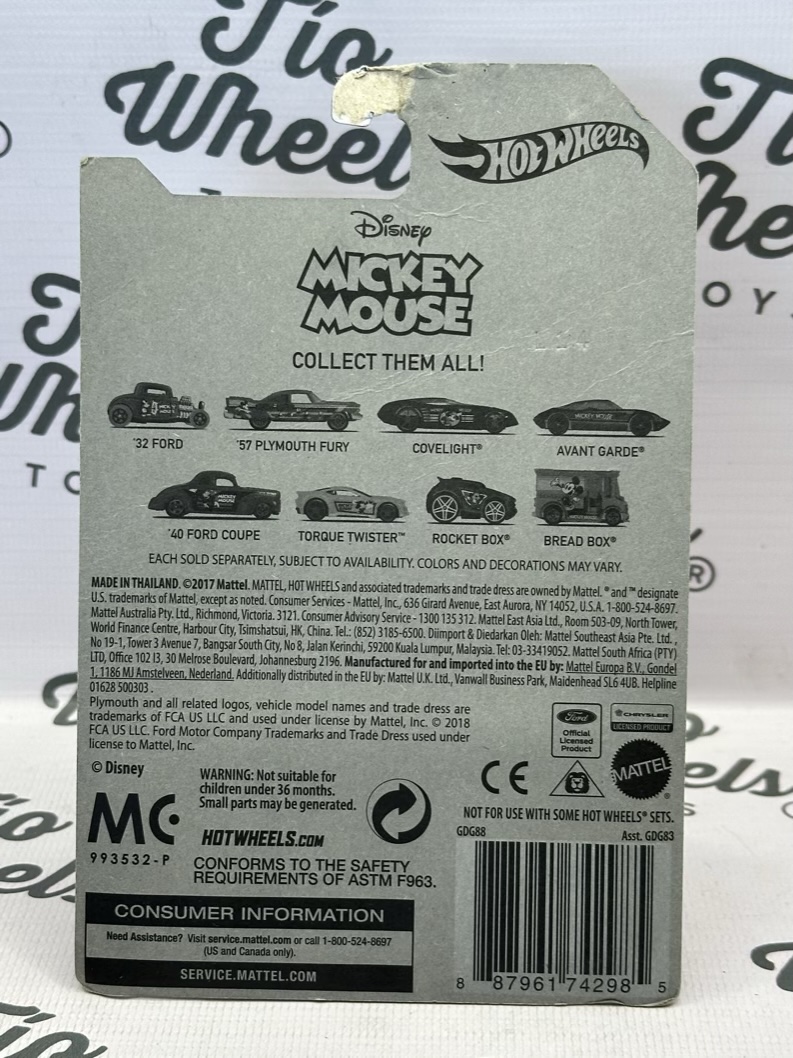 Tío
Wheels
HOT WHEELS
Disney
MICKEY
MOUSE
COLLECT THEM ALL!
'32 FORD
'57 PLYMOUTH FURY
COVELIGHT®
AVANT GARDE®
'40 FORD COUPE
TORQUE TWISTER™
ROCKET BOX®
BREAD BOX®
EACH SOLD SEPARATELY, SUBJECT TO AVAILABILITY. COLORS AND DECORATIONS MAY VARY.
MADE IN THAILAND. ©2017 Mattel. MATTEL, HOT WHEELS and associated trademarks and trade dress are owned by Mattel. ® and ™ designate
U.S. trademarks of Mattel, except as noted. Consumer Services - Mattel, Inc., 636 Girard Avenue, East Aurora, NY 14052, U.S.A. 1-800-524-8697.
Mattel Australia Pty. Ltd., Richmond, Victoria. 3121. Consumer Advisory Service - 1300 135 312. Mattel East Asia Ltd., Room 503-09, North Tower,
World Finance Centre, Harbour City, Tsimshatsui, HK, China. Tel.: (852) 3185-6500. Diimport & Diedarkan Oleh: Mattel Southeast Asia Pte. Ltd. ,
No 19-1, Tower 3 Avenue 7, Bangsar South City, No 8, Jalan Kerinchi, 59200 Kuala Lumpur, Malaysia. Tel: 03-33419052. Mattel South Africa (PTY)
LTD, Office 102 I3, 30 Melrose Boulevard, Johannesburg 2196. Manufactured for and imported into the EU by: Mattel Europa B.V., Gondel
1, 1186 MJ Amstelveen, Nederland. Additionally distributed in the EU by: Mattel U.K. Ltd., Vanwall Business Park, Maidenhead SL6 4UB. Helpline
01628 500303 .
Plymouth and all related logos, vehicle model names and trade dress are
trademarks of FCA US LLC and used under license by Mattel, Inc. © 2018
FCA US LLC. Ford Motor Company Trademarks and Trade Dress used under
license to Mattel, Inc.
Ford
Official
Licensed
Product
CHRYSLER
LICENSED PRODUCT
© Disney
WARNING: Not suitable for
children under 36 months.
Small parts may be generated.
CE
MATTEL
MC
993532-P
HOTWHEELS.COM
NOT FOR USE WITH SOME HOT WHEELS® SETS.
GDG88
Asst. GDG83
CONFORMS TO THE SAFETY
REQUIREMENTS OF ASTM F963.
CONSUMER INFORMATION
Need Assistance? Visit service.mattel.com or call 1-800-524-8697
(US and Canada only).
SERVICE.MATTEL.COM
8 87961 74298 5